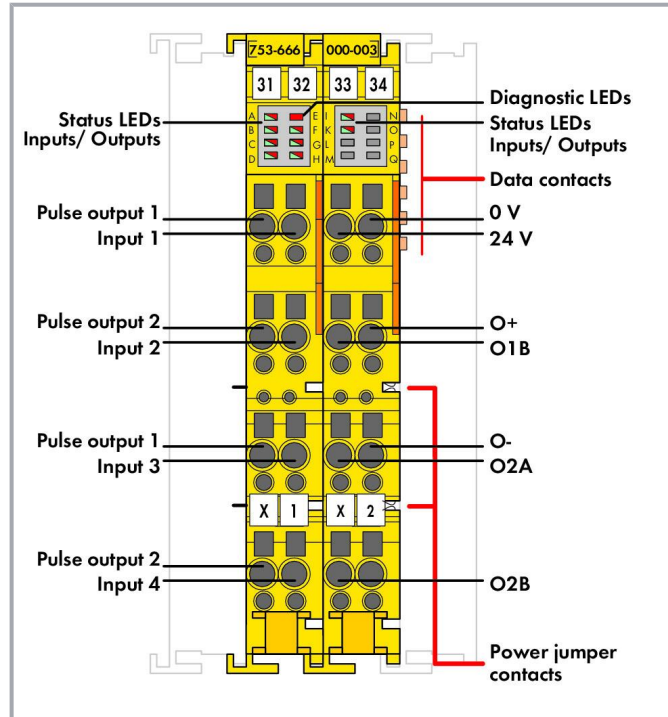 753-666 000-003
31 32 33 34
A E I N
B F K O
C G L P
D H M Q
Status LEDs
Inputs/ Outputs
Diagnostic LEDs
Status LEDs
Inputs/ Outputs
Data contacts
Pulse output 1
Input 1
0 V
24 V
Pulse output 2
Input 2
O+
O1B
Pulse output 1
Input 3
O-
O2A
X 1 X 2
Pulse output 2
Input 4
O2B
Power jumper
contacts